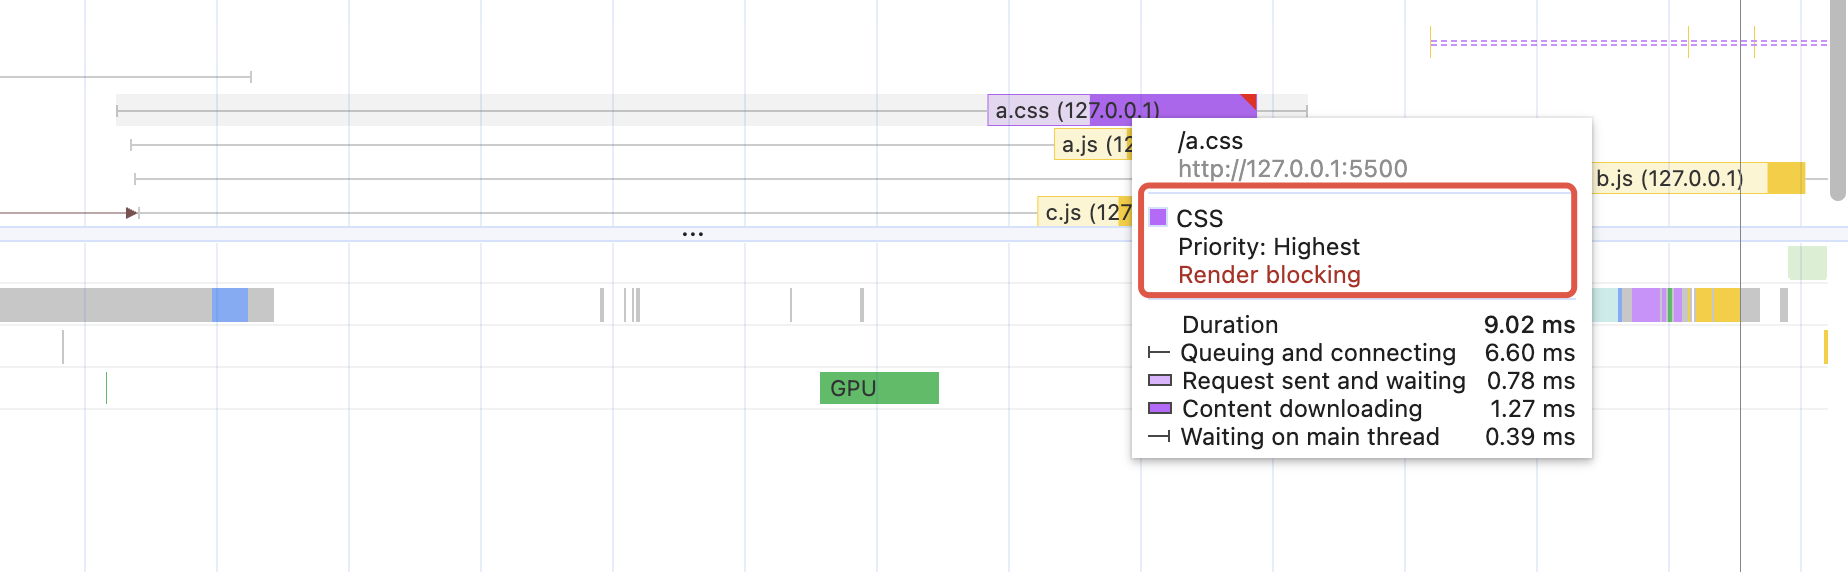 a.css (127.0.0.1)
a.js (12
/a.css
http://127.0.0.1:5500
b.js (127.0.0.1)
c.js (127
CSS
Priority: Highest
Render blocking
...
Duration 9.02 ms
Queuing and connecting 6.60 ms
Request sent and waiting 0.78 ms
Content downloading 1.27 ms
Waiting on main thread 0.39 ms
GPU